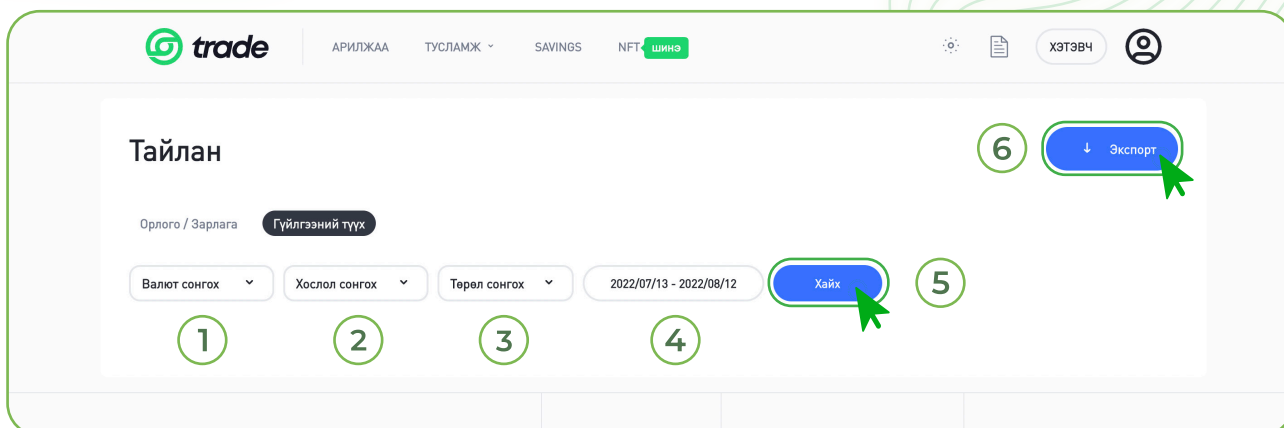 trade АРИЛЖАА ТУСЛАМЖ SAVINGS NFT шинэ ХЭТЭВЧ
Тайлан 6 ↓ Экспорт
Орлого / Зарлага Гүйлгээний түүх
Валют сонгох Хослол сонгох Төрөл сонгох 2022/07/13 - 2022/08/12 Хайх 5
1 2 3 4